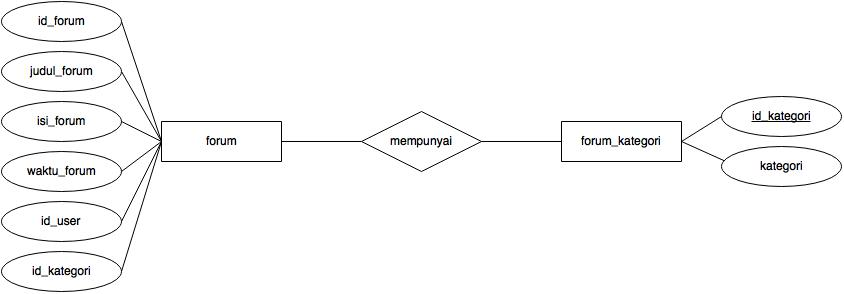 id_forum
judul_forum
isi_forum
waktu_forum
id_user
id_kategori
forum
mempunyai
forum_kategori
id_kategori
kategori